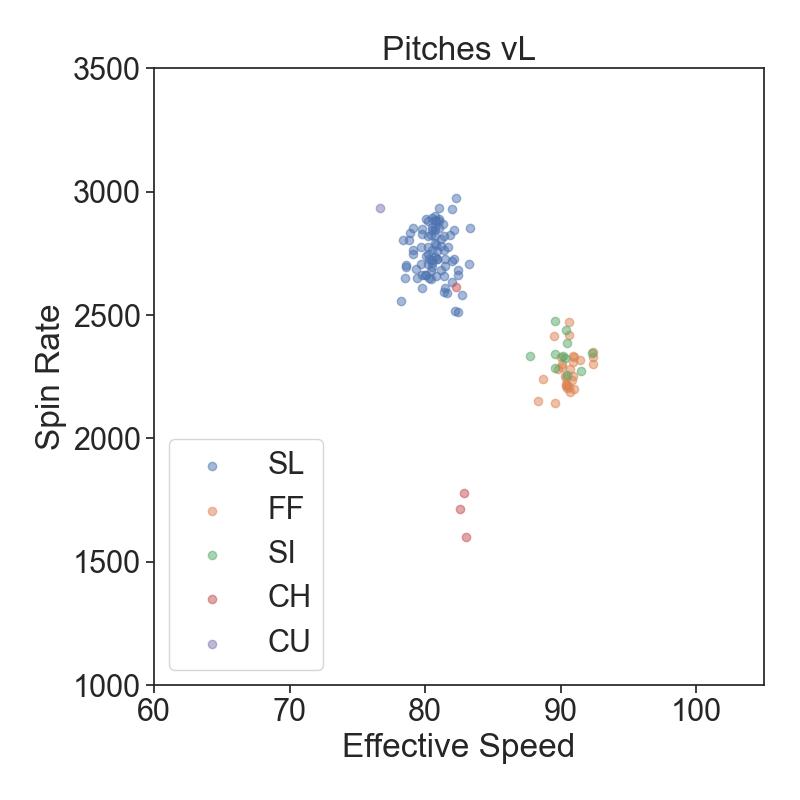 Pitches vL
3500
3000
2500
2000
1500
1000
Spin Rate
SL
FF
SI
CH
CU
60 70 80 90 100
Effective Speed